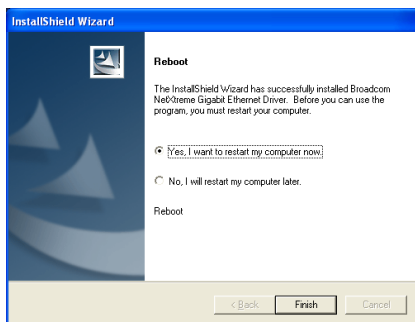 InstallShield Wizard
Reboot
The InstallShield Wizard has successfully installed Broadcom
NetXtreme Gigabit Ethernet Driver. Before you can use the
program, you must restart your computer.
Yes, I want to restart my computer now.
No, I will restart my computer later.
Reboot
< Back Finish Cancel